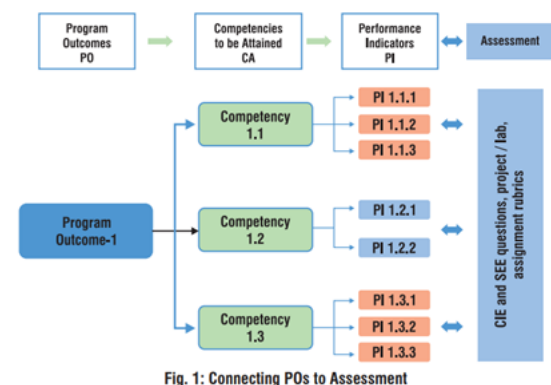 Program
Outcomes
PO
Competencies
to be Attained
CA
Performance
Indicators
PI
Assessment
Program
Outcome-1
Competency
1.1
PI 1.1.1
PI 1.1.2
PI 1.1.3
Competency
1.2
PI 1.2.1
PI 1.2.2
Competency
1.3
PI 1.3.1
PI 1.3.2
PI 1.3.3
CIE and SEE questions, project / lab,
assignment rubrics
Fig. 1: Connecting POs to Assessment